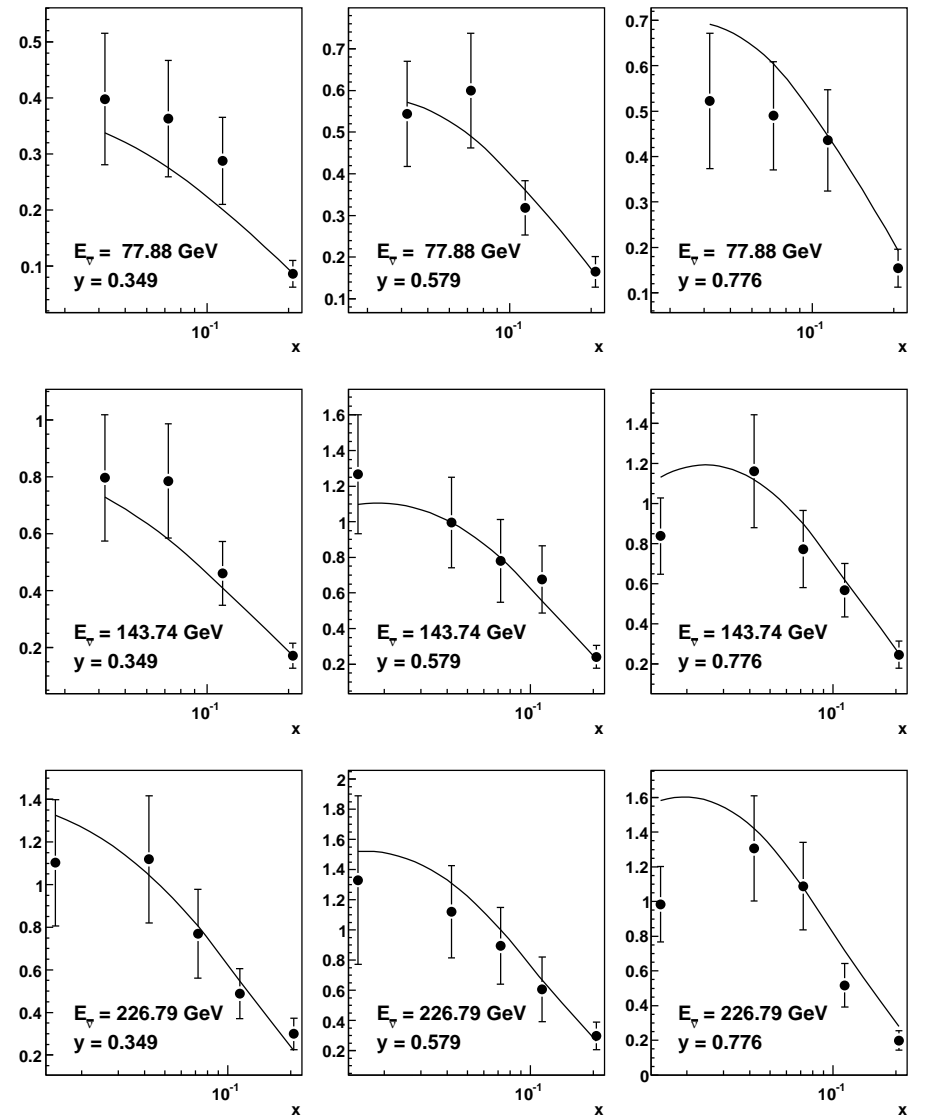 0.5
0.4
0.3
0.2
0.1
E_ν̅ = 77.88 GeV
y = 0.349
10⁻¹
x
0.7
0.6
0.5
0.4
0.3
0.2
0.1
E_ν̅ = 77.88 GeV
y = 0.579
10⁻¹
x
0.7
0.6
0.5
0.4
0.3
0.2
0.1
E_ν̅ = 77.88 GeV
y = 0.776
10⁻¹
x
1
0.8
0.6
0.4
0.2
E_ν̅ = 143.74 GeV
y = 0.349
10⁻¹
x
1.6
1.4
1.2
1
0.8
0.6
0.4
0.2
E_ν̅ = 143.74 GeV
y = 0.579
10⁻¹
x
1.4
1.2
1
0.8
0.6
0.4
0.2
E_ν̅ = 143.74 GeV
y = 0.776
10⁻¹
x
1.4
1.2
1
0.8
0.6
0.4
0.2
E_ν̅ = 226.79 GeV
y = 0.349
10⁻¹
x
2
1.8
1.6
1.4
1.2
1
0.8
0.6
0.4
0.2
E_ν̅ = 226.79 GeV
y = 0.579
10⁻¹
x
1.6
1.4
1.2
1
0.8
0.6
0.4
0.2
0
E_ν̅ = 226.79 GeV
y = 0.776
10⁻¹
x